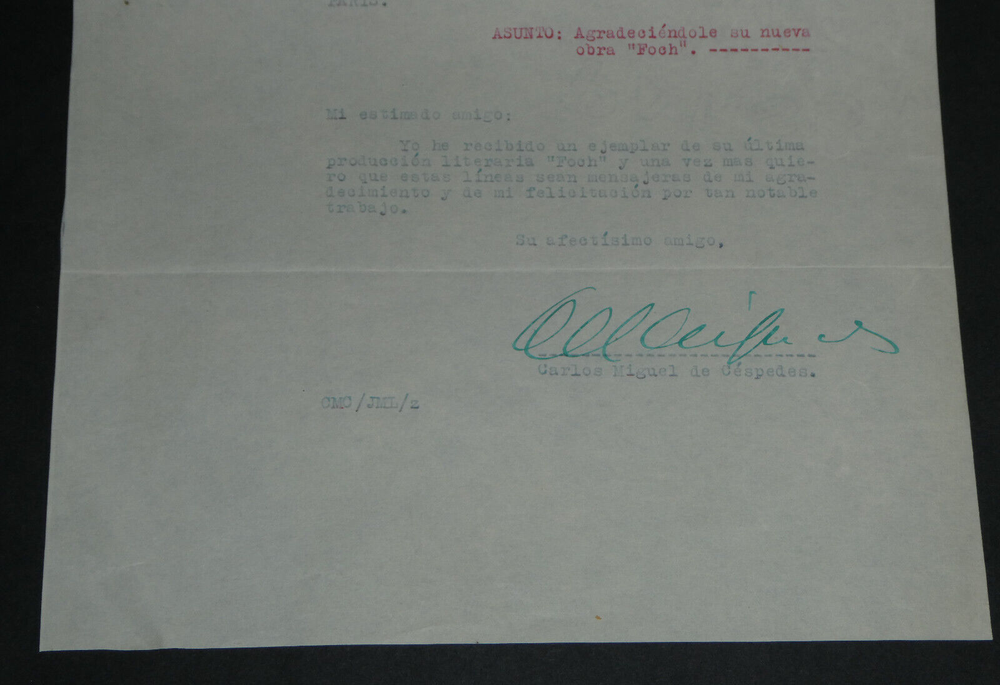 PARIS.
ASUNTO: Agradeciéndole su nueva
obra "Foch". ----------
Mi estimado amigo:
Yo he recibido un ejemplar de su última
producción literaria "Foch" y una vez mas quie-
ro que estas líneas sean mensajeras de mi agra-
decimiento y de mi felicitación por tan notable
trabajo.
Su afectísimo amigo,
Carlos Miguel de Céspedes.
CMC/JML/z